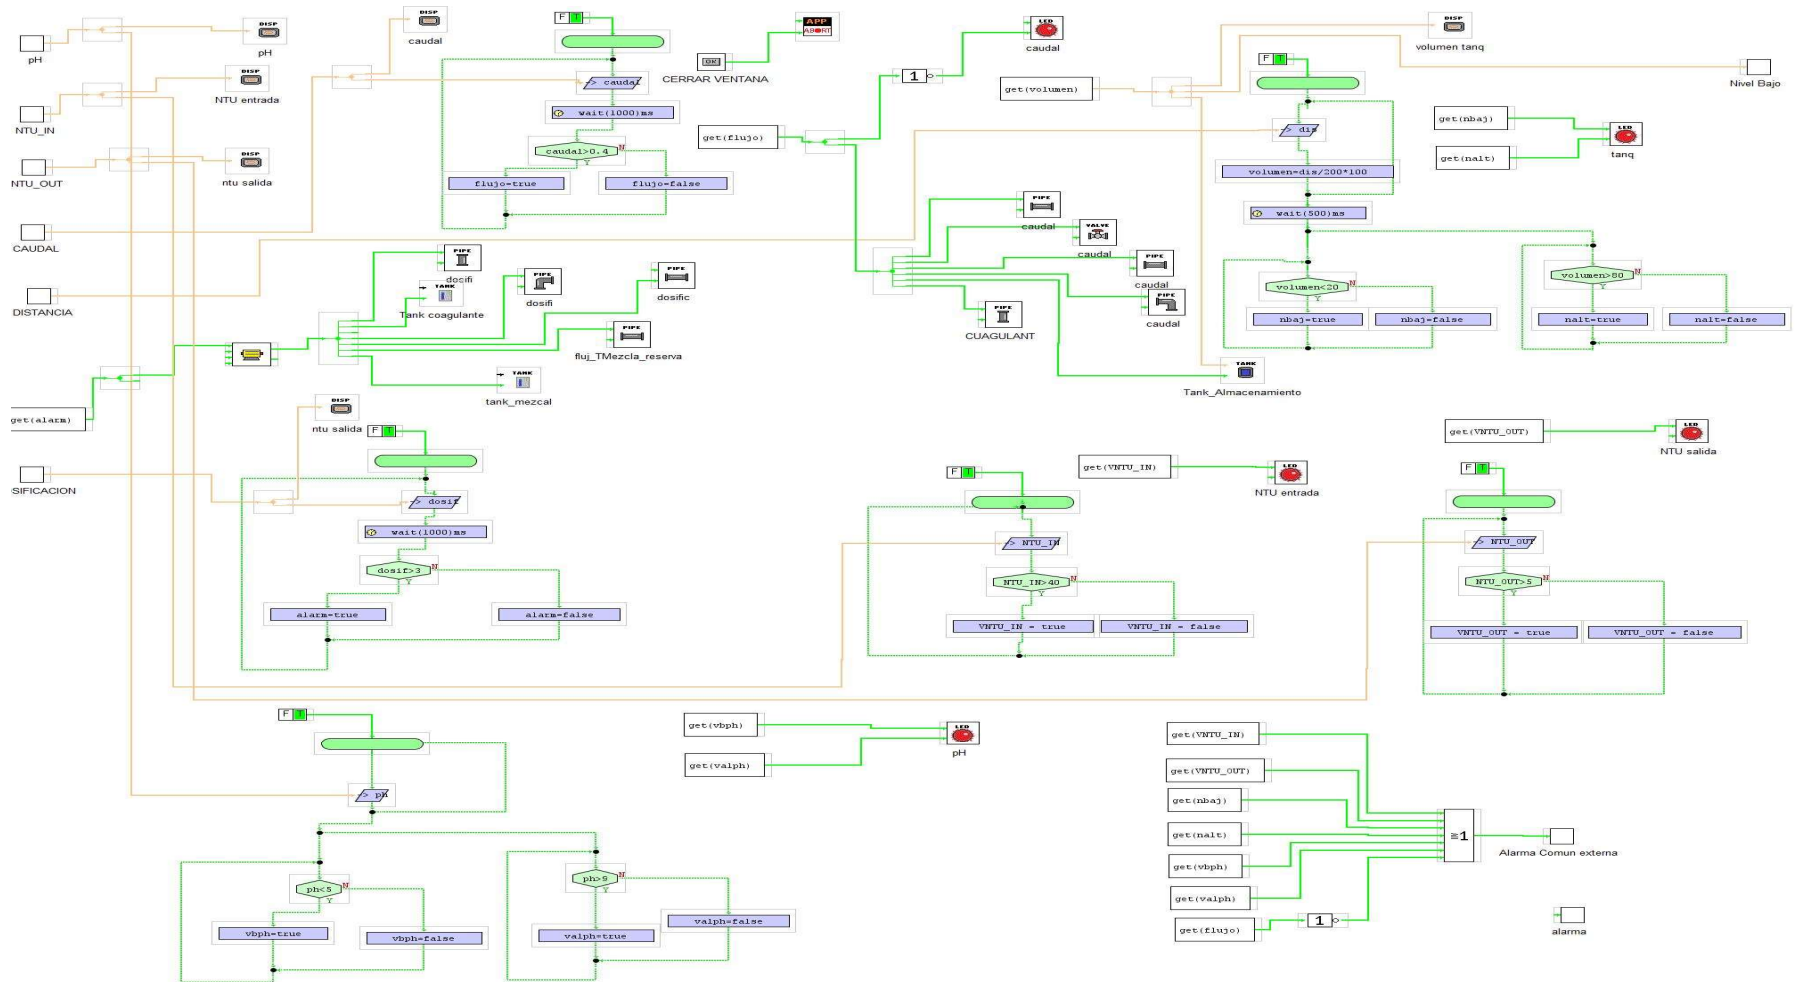 pH
DISP
pH
DISP
NTU entrada
NTU_IN
DISP
ntu salida
NTU_OUT
CAUDAL
DISTANCIA
DISP
caudal
F T
-> caudal
wait(1000)ms
caudal>0.4
N
Y
flujo=true
flujo=false
OK
CERRAR VENTANA
APP
ABORT
LED
caudal
1
get(flujo)
get(volumen)
DISP
volumen tanq
Nivel Bajo
F T
-> dis
volumen=dis/200*100
wait(500)ms
volumen<20
N
Y
nbaj=true
nbaj=false
volumen>80
N
Y
nalt=true
nalt=false
get(nbaj)
get(nalt)
LED
tanq
PIPE
caudal
VALVE
caudal
PIPE
caudal
PIPE
caudal
PIPE
CUAGULANT
TANK
Tank_Almacenamiento
PIPE
dosifi
TANK
Tank coagulante
PIPE
dosifi
PIPE
dosific
PIPE
fluj_TMezcla_reserva
TANK
tank_mezcal
get(alarm)
DISP
ntu salida
SIFICACION
F T
-> dosif
wait(1000)ms
dosif>3
N
Y
alarm=true
alarm=false
F T
-> NTU_IN
NTU_IN>40
N
Y
VNTU_IN = true
VNTU_IN = false
get(VNTU_IN)
LED
NTU entrada
get(VNTU_OUT)
LED
NTU salida
F T
-> NTU_OUT
NTU_OUT>5
N
Y
VNTU_OUT = true
VNTU_OUT = false
F T
-> ph
ph<5
N
Y
vbph=true
vbph=false
ph>9
N
Y
valph=true
valph=false
get(vbph)
get(valph)
LED
pH
get(VNTU_IN)
get(VNTU_OUT)
get(nbaj)
get(nalt)
get(vbph)
get(valph)
get(flujo)
1
≥1
Alarma Comun externa
alarma